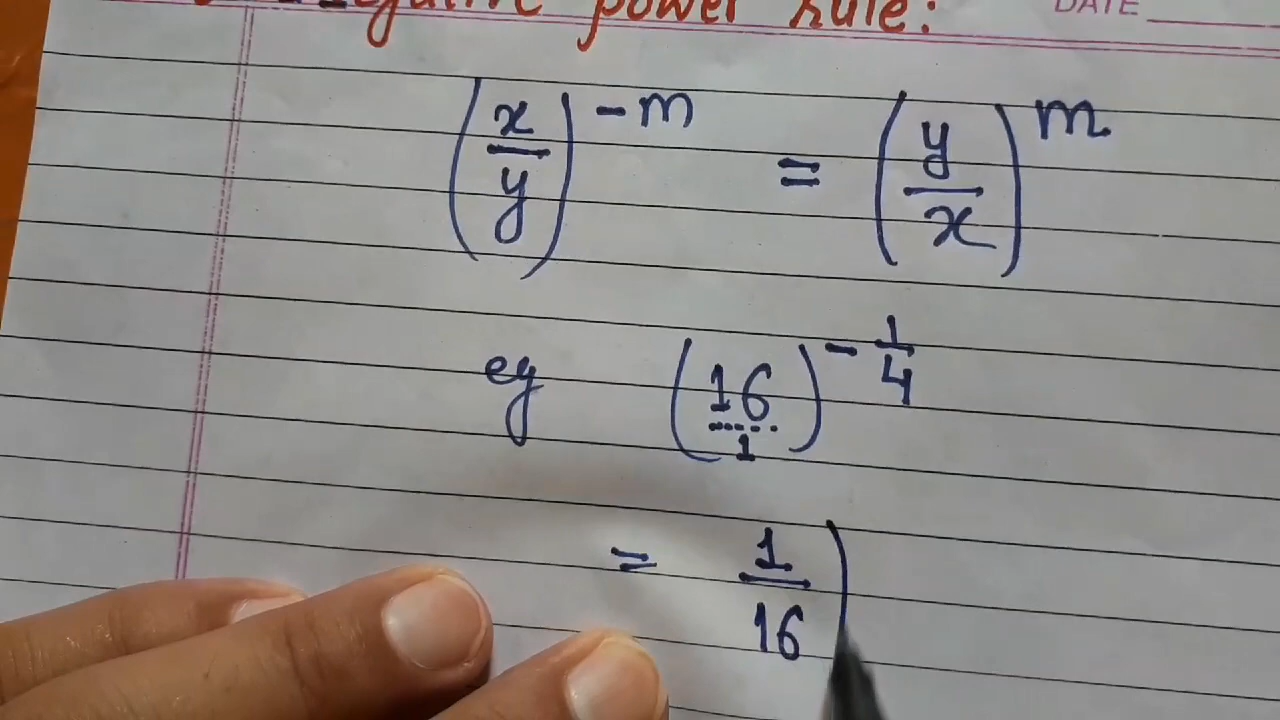 power rule: DATE
(x/y)^-m = (y/x)^m
eg (16/1)^-1/4
= 1/16)